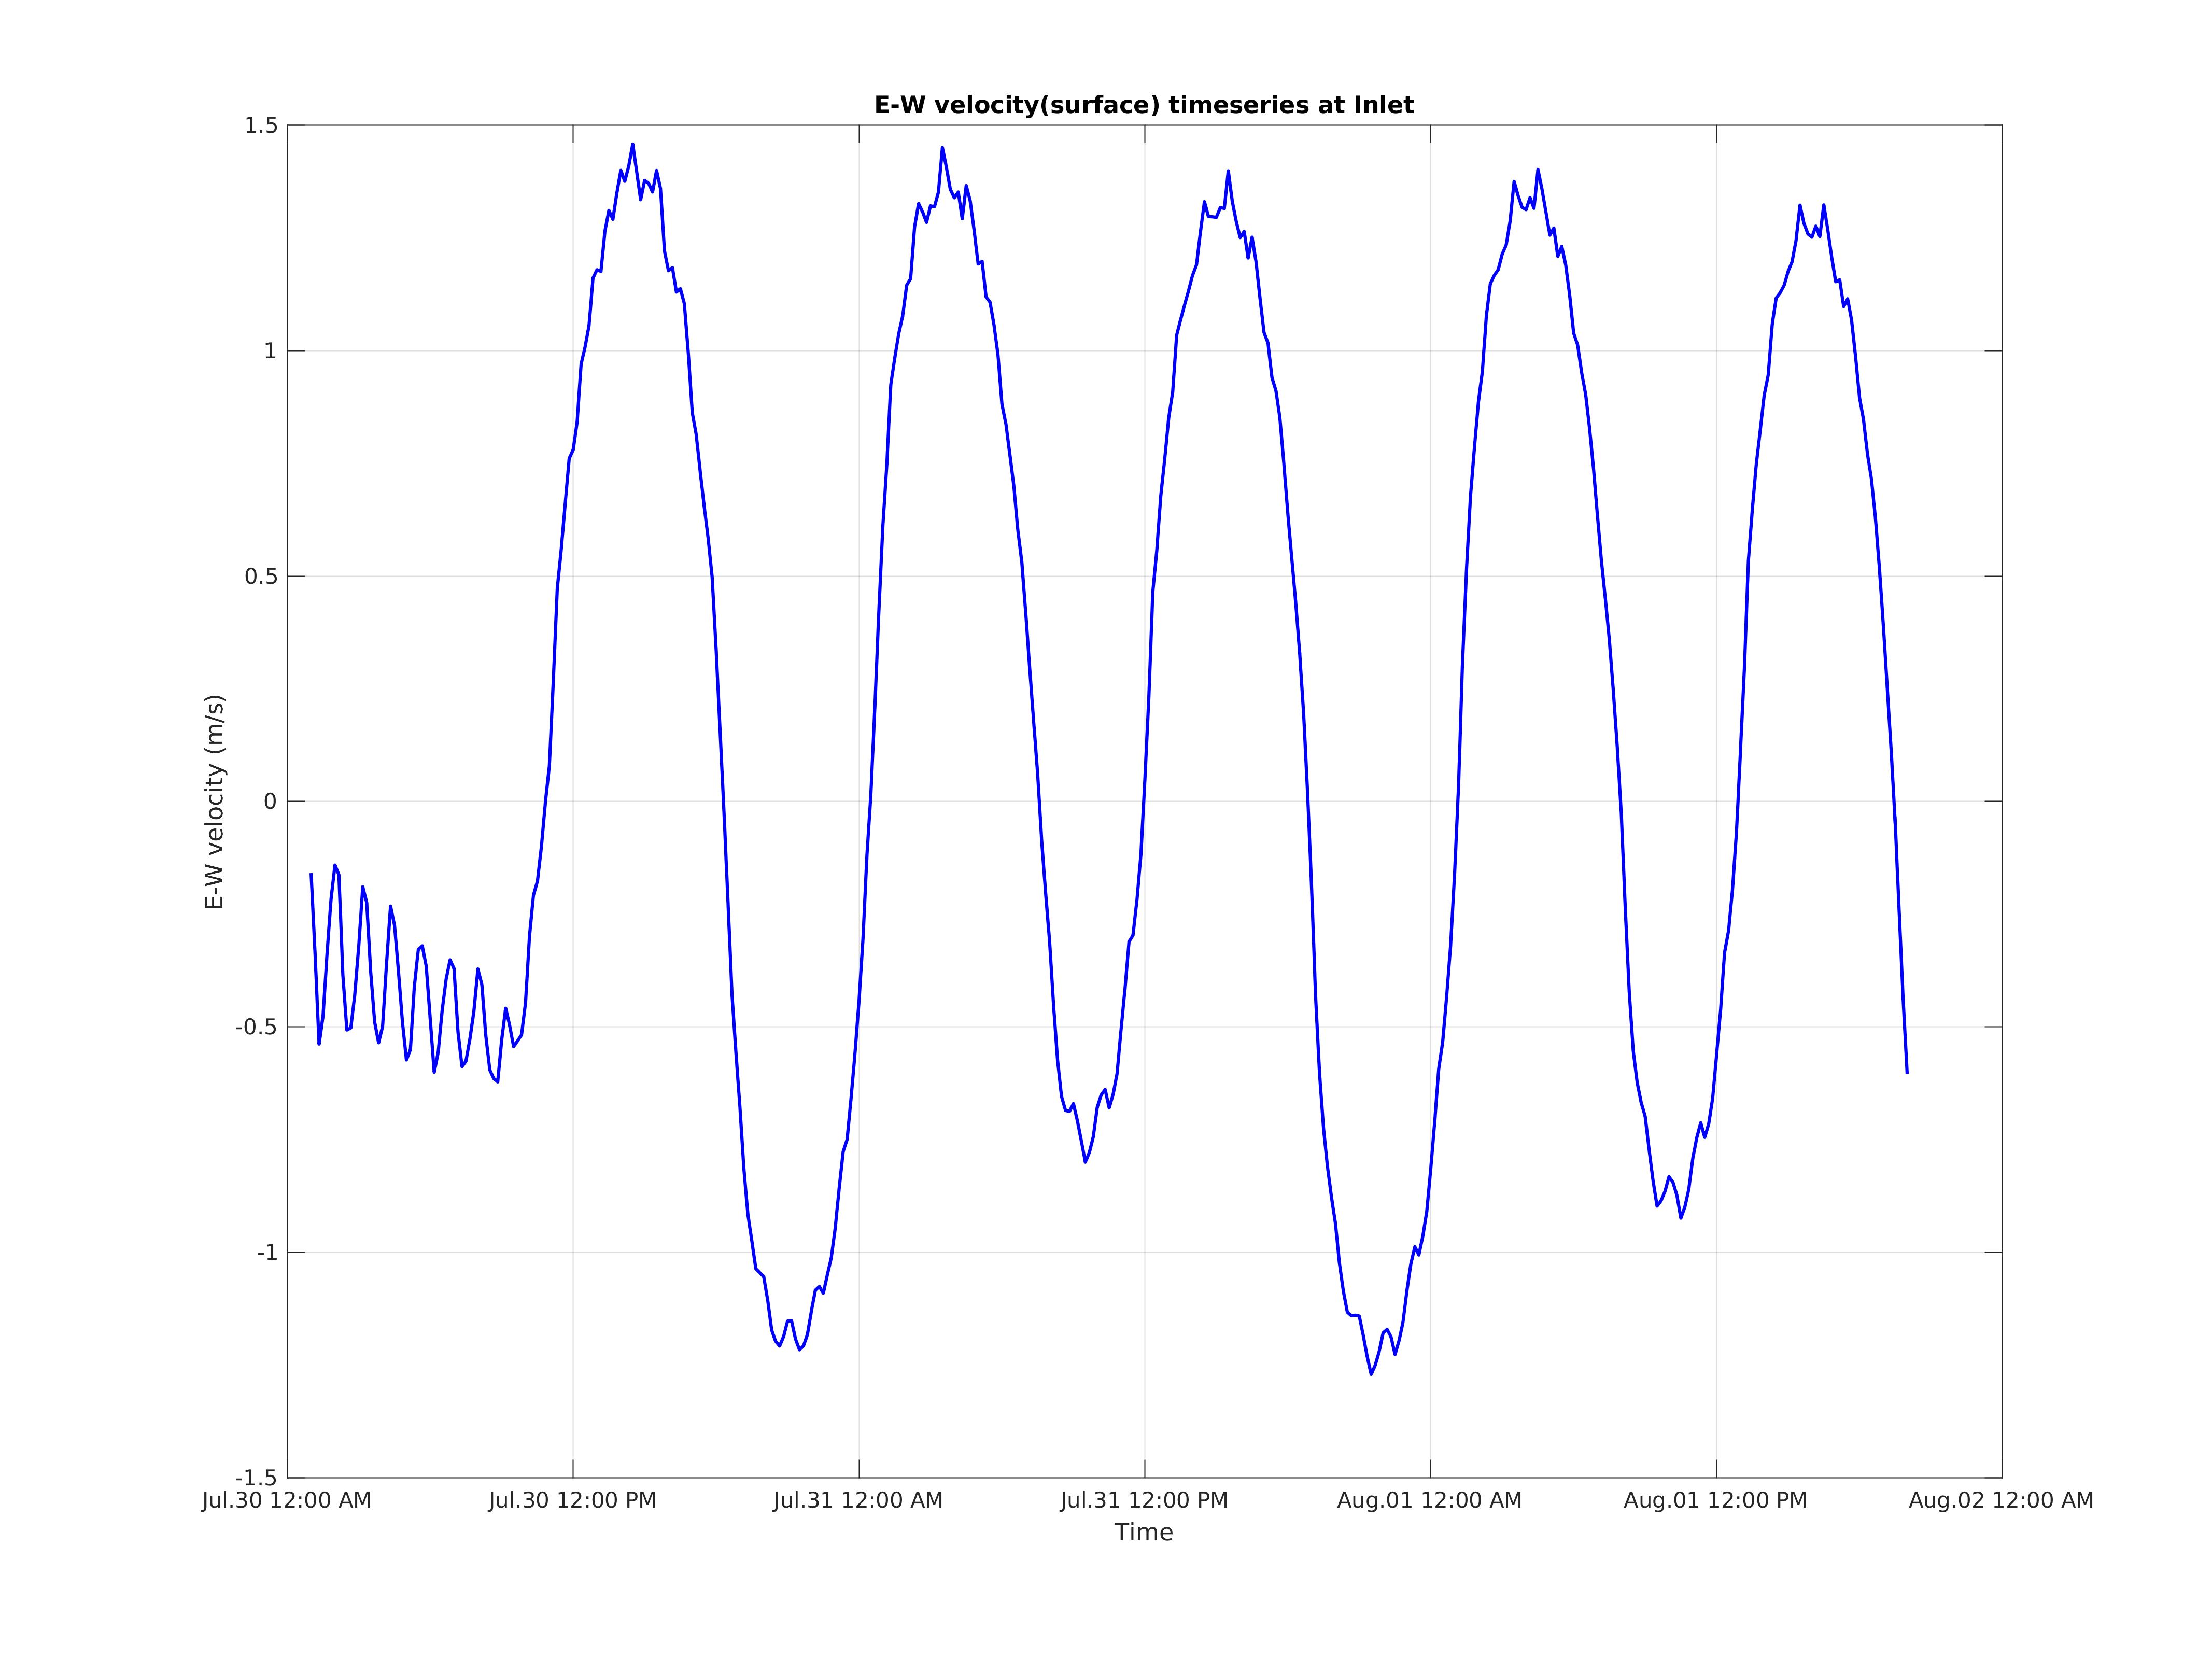 E-W velocity(surface) timeseries at Inlet
1.5
1
0.5
0
-0.5
-1
-1.5
E-W velocity (m/s)
Jul.30 12:00 AM
Jul.30 12:00 PM
Jul.31 12:00 AM
Jul.31 12:00 PM
Aug.01 12:00 AM
Aug.01 12:00 PM
Aug.02 12:00 AM
Time